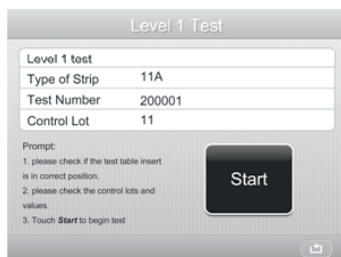 Level 1 Test
Level 1 test
Type of Strip 11A
Test Number 200001
Control Lot 11
Prompt:
1. please check if the test table insert
is in correct position.
2. please check the control lots and
values.
3. Touch Start to begin test
Start